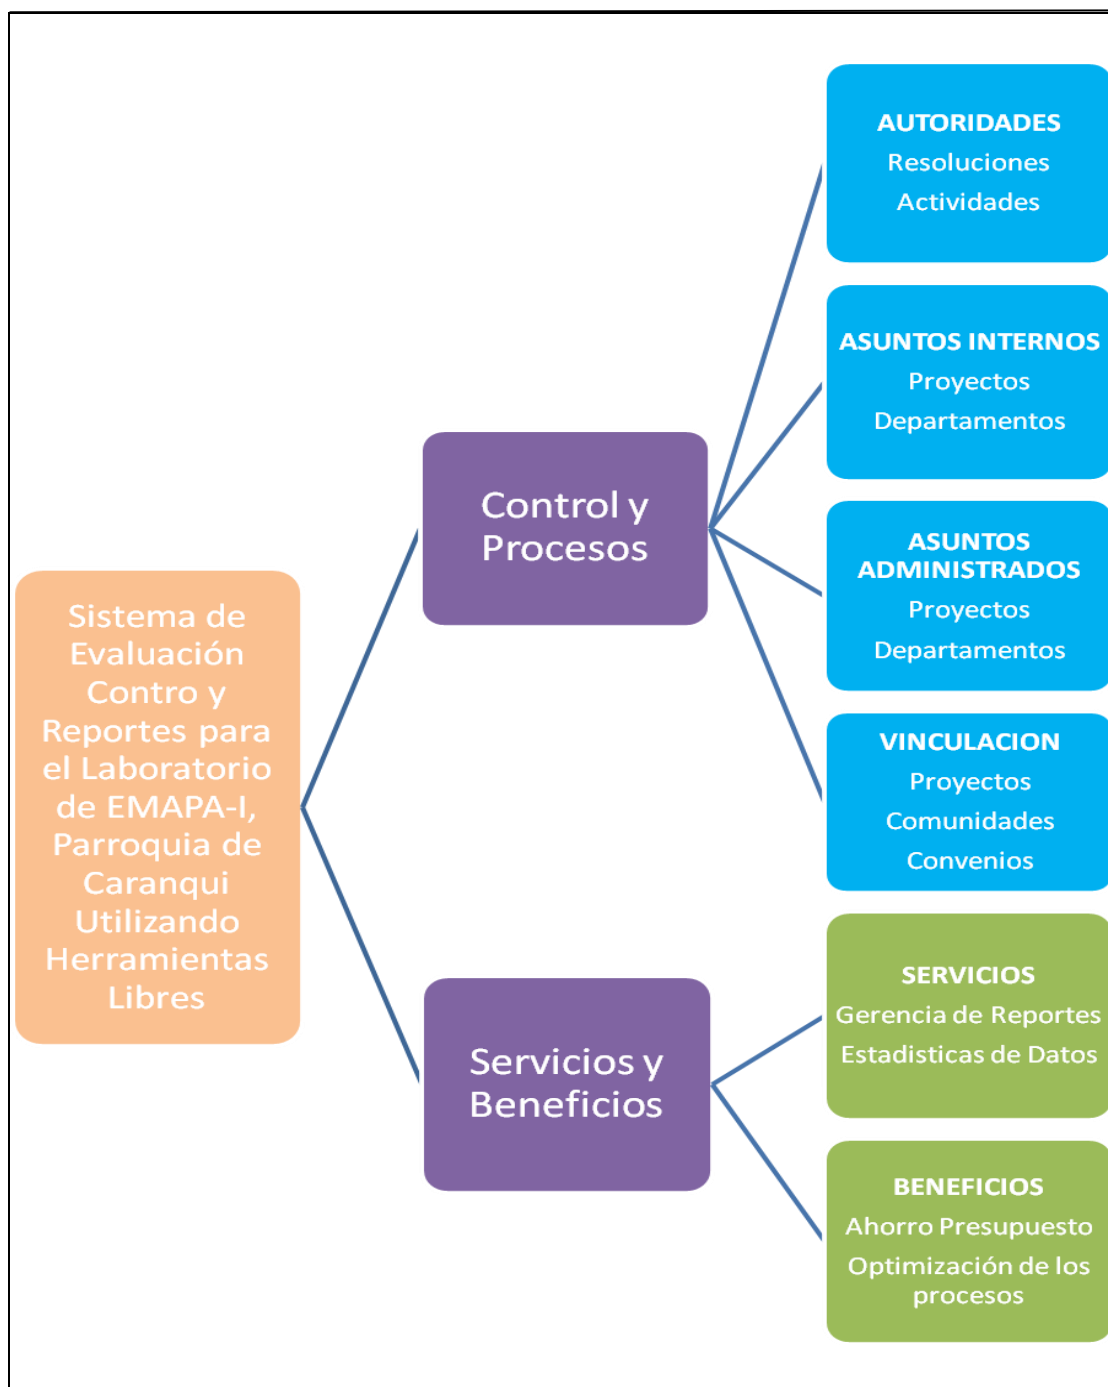 Sistema de
Evaluación
Contro y
Reportes para
el Laboratorio
de EMAPA-I,
Parroquia de
Caranqui
Utilizando
Herramientas
Libres
Control y
Procesos
AUTORIDADES
Resoluciones
Actividades
ASUNTOS INTERNOS
Proyectos
Departamentos
ASUNTOS
ADMINISTRADOS
Proyectos
Departamentos
VINCULACION
Proyectos
Comunidades
Convenios
Servicios y
Beneficios
SERVICIOS
Gerencia de Reportes
Estadisticas de Datos
BENEFICIOS
Ahorro Presupuesto
Optimización de los
procesos